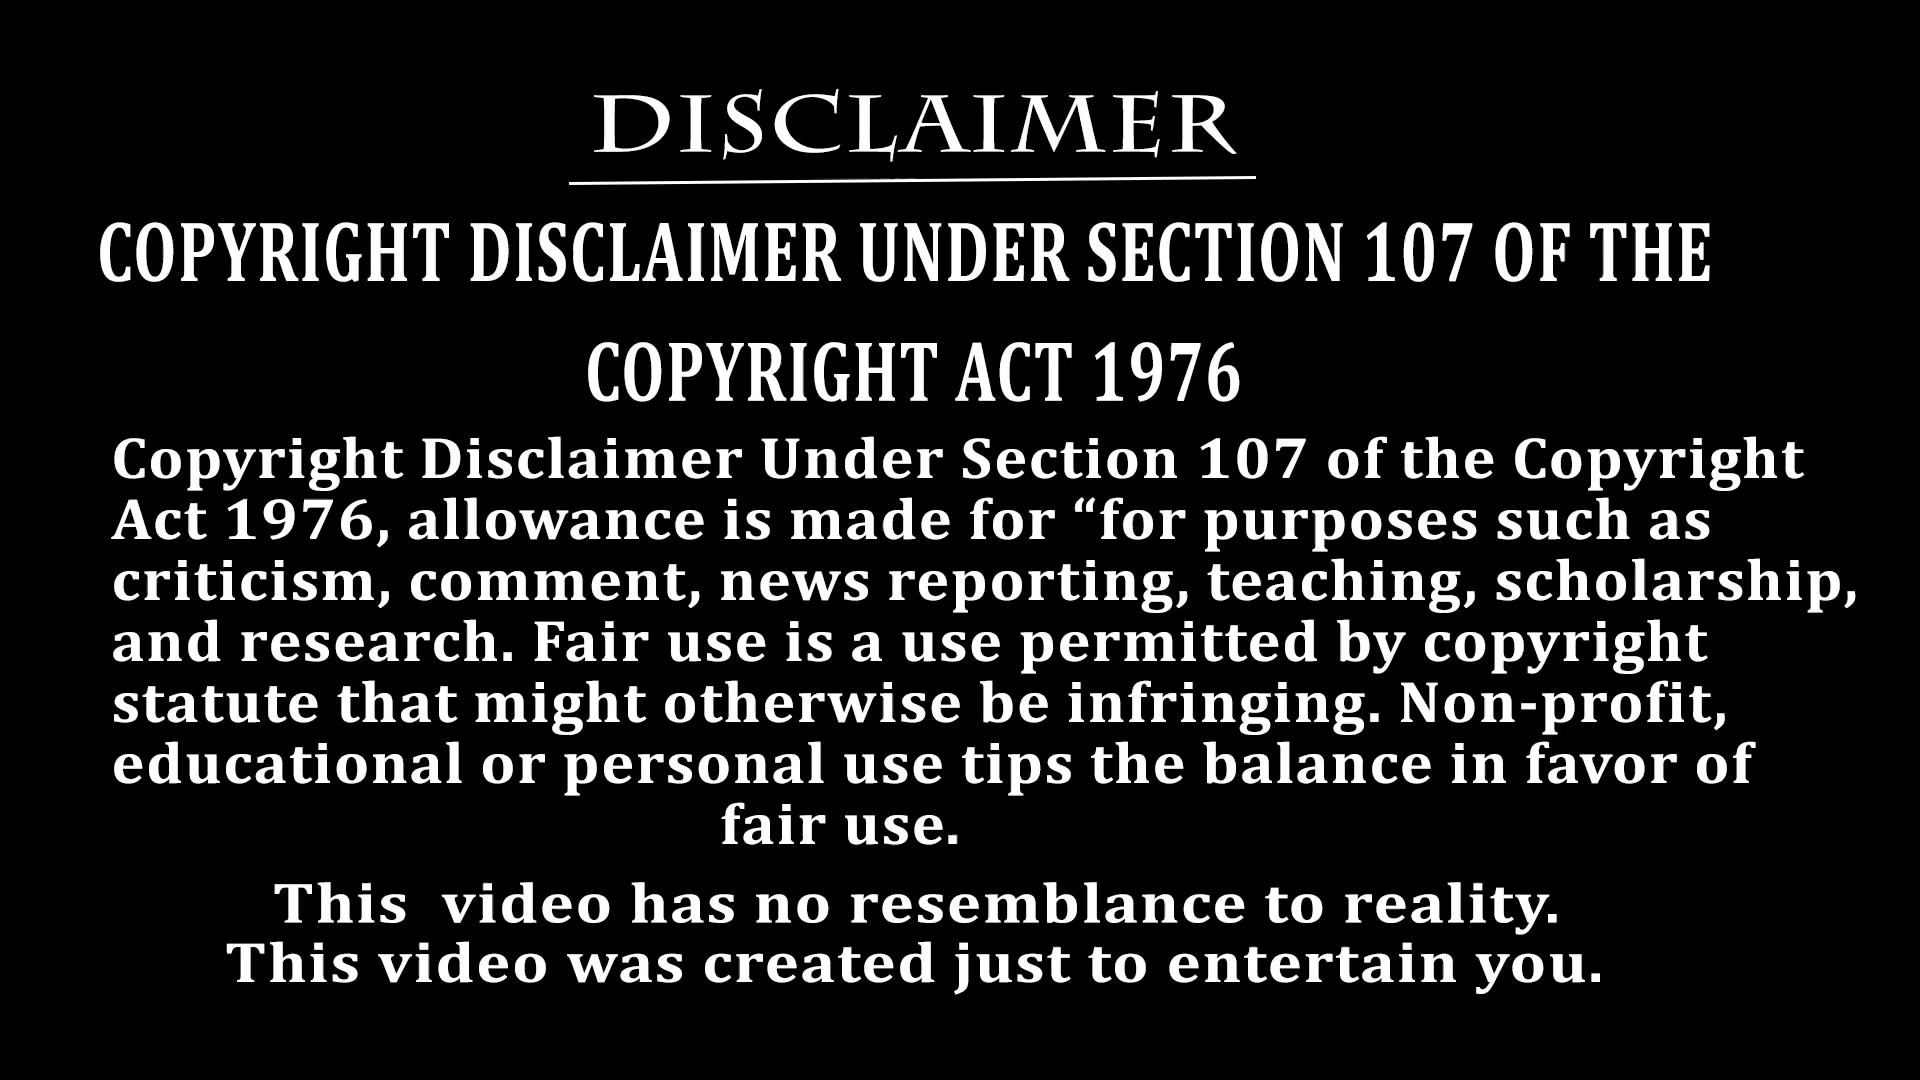 DISCLAIMER
COPYRIGHT DISCLAIMER UNDER SECTION 107 OF THE
COPYRIGHT ACT 1976
Copyright Disclaimer Under Section 107 of the Copyright
Act 1976, allowance is made for “for purposes such as
criticism, comment, news reporting, teaching, scholarship,
and research. Fair use is a use permitted by copyright
statute that might otherwise be infringing. Non-profit,
educational or personal use tips the balance in favor of
fair use.
This video has no resemblance to reality.
This video was created just to entertain you.